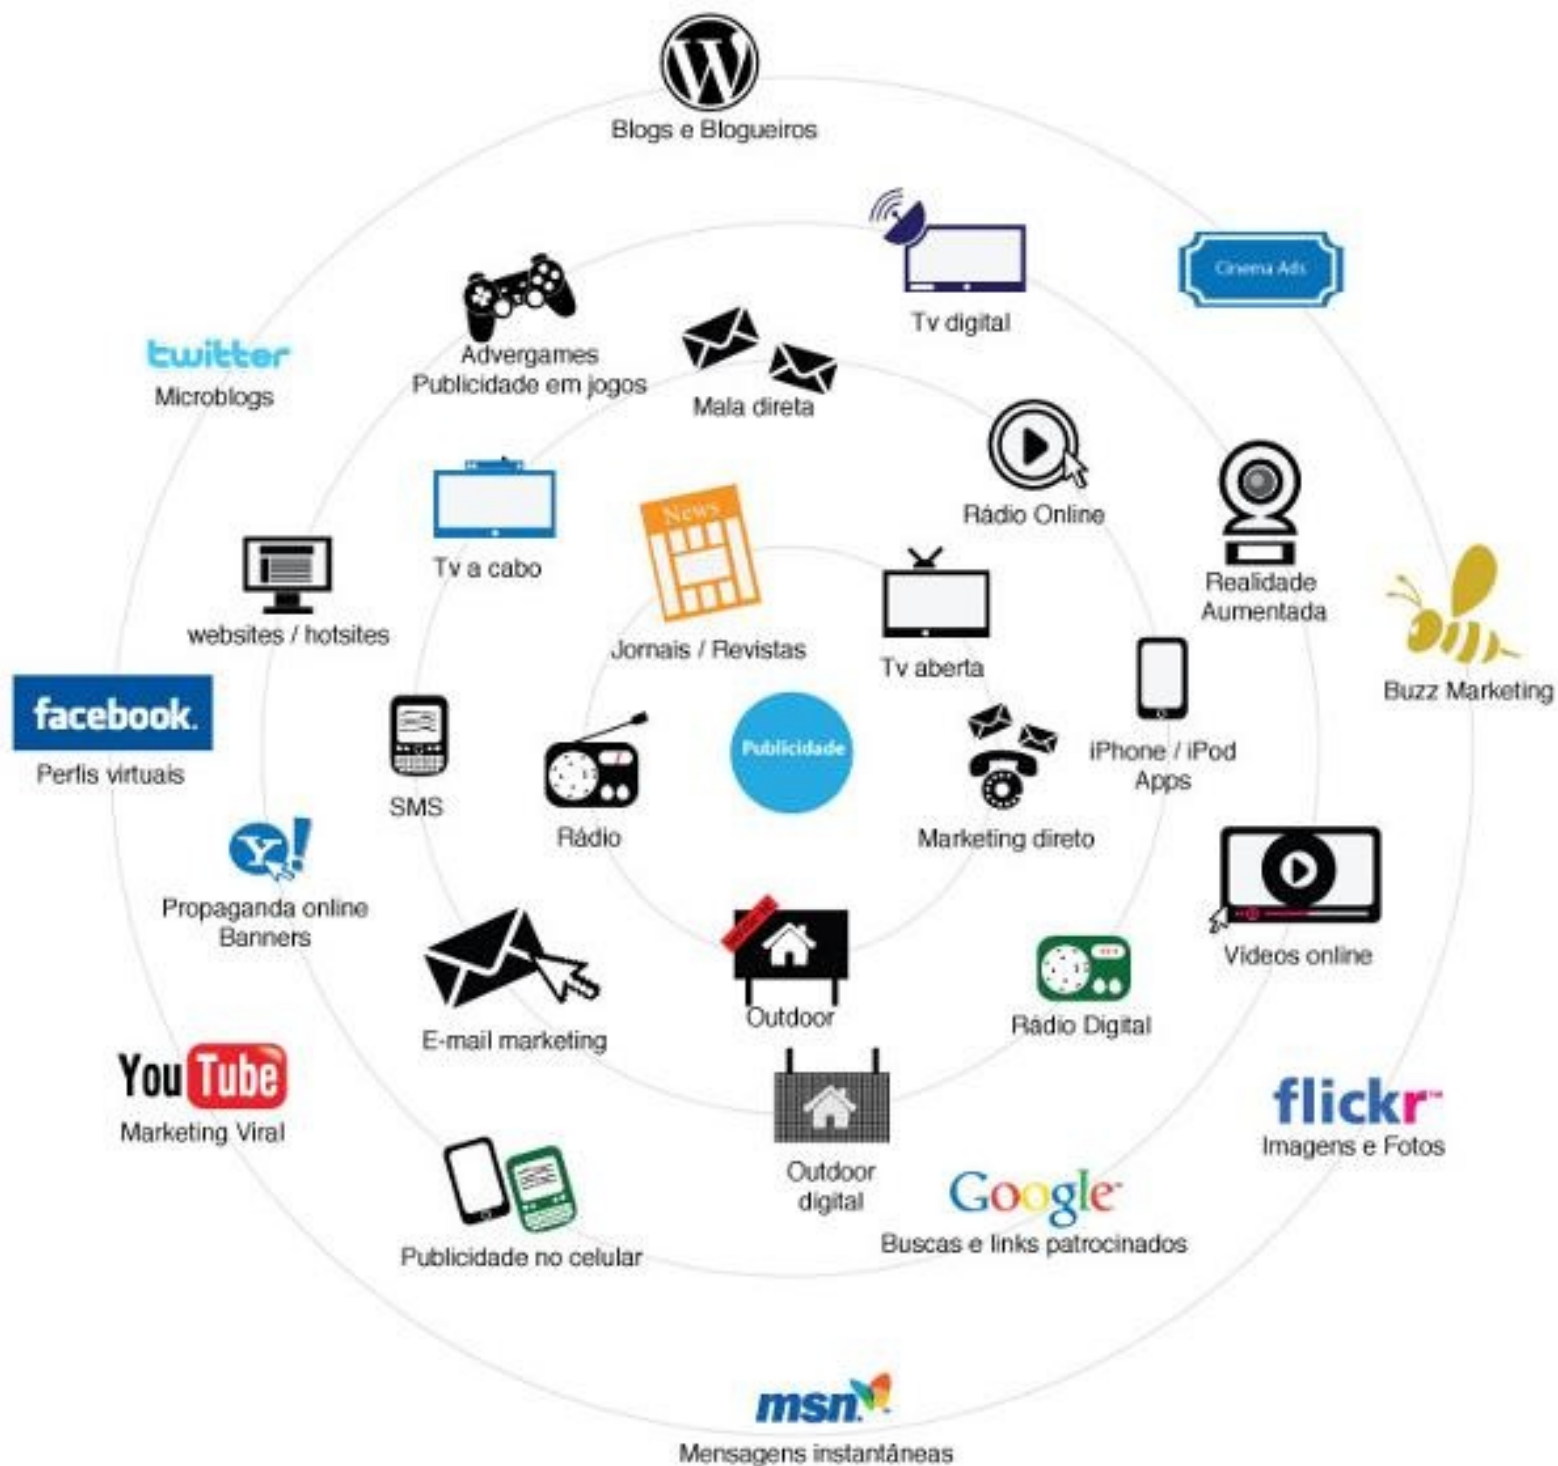 Blogs e Blogueiros
Cinema Ads
Tv digital
Advergames
Publicidade em jogos
twitter
Microblogs
Mala direta
Rádio Online
Tv a cabo
News
Jornais / Revistas
Tv aberta
Realidade
Aumentada
websites / hotsites
Buzz Marketing
facebook.
Perfis virtuais
SMS
Rádio
Publicidade
Marketing direto
iPhone / iPod
Apps
Y!
Propaganda online
Banners
Vídeos online
E-mail marketing
Outdoor
Rádio Digital
You Tube
Marketing Viral
flickr
Imagens e Fotos
Outdoor
digital
Google
Buscas e links patrocinados
Publicidade no celular
msn
Mensagens instantâneas